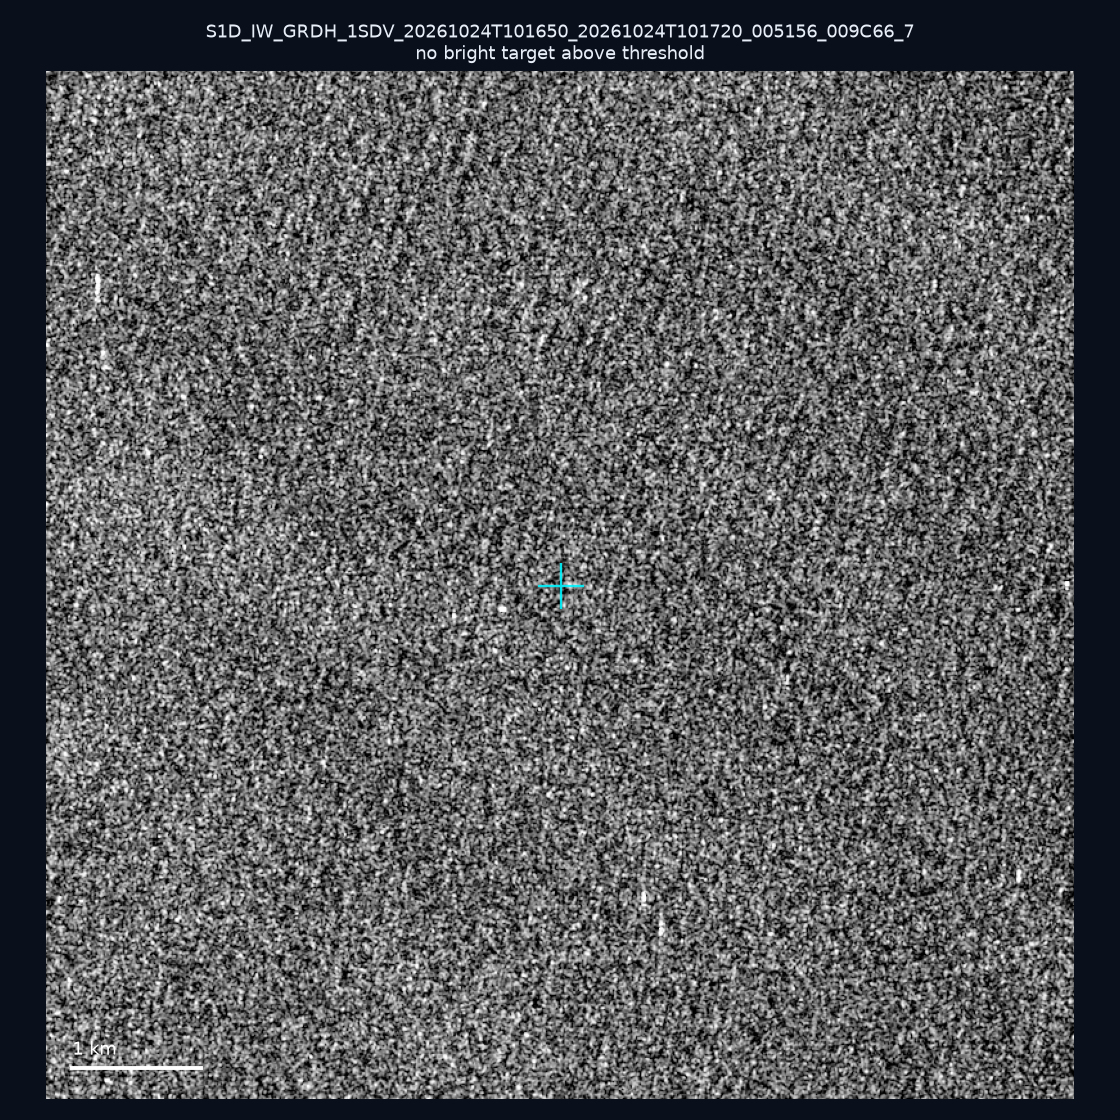 S1D_IW_GRDH_1SDV_20261024T101650_20261024T101720_005156_009C66_7
no bright target above threshold
1 km